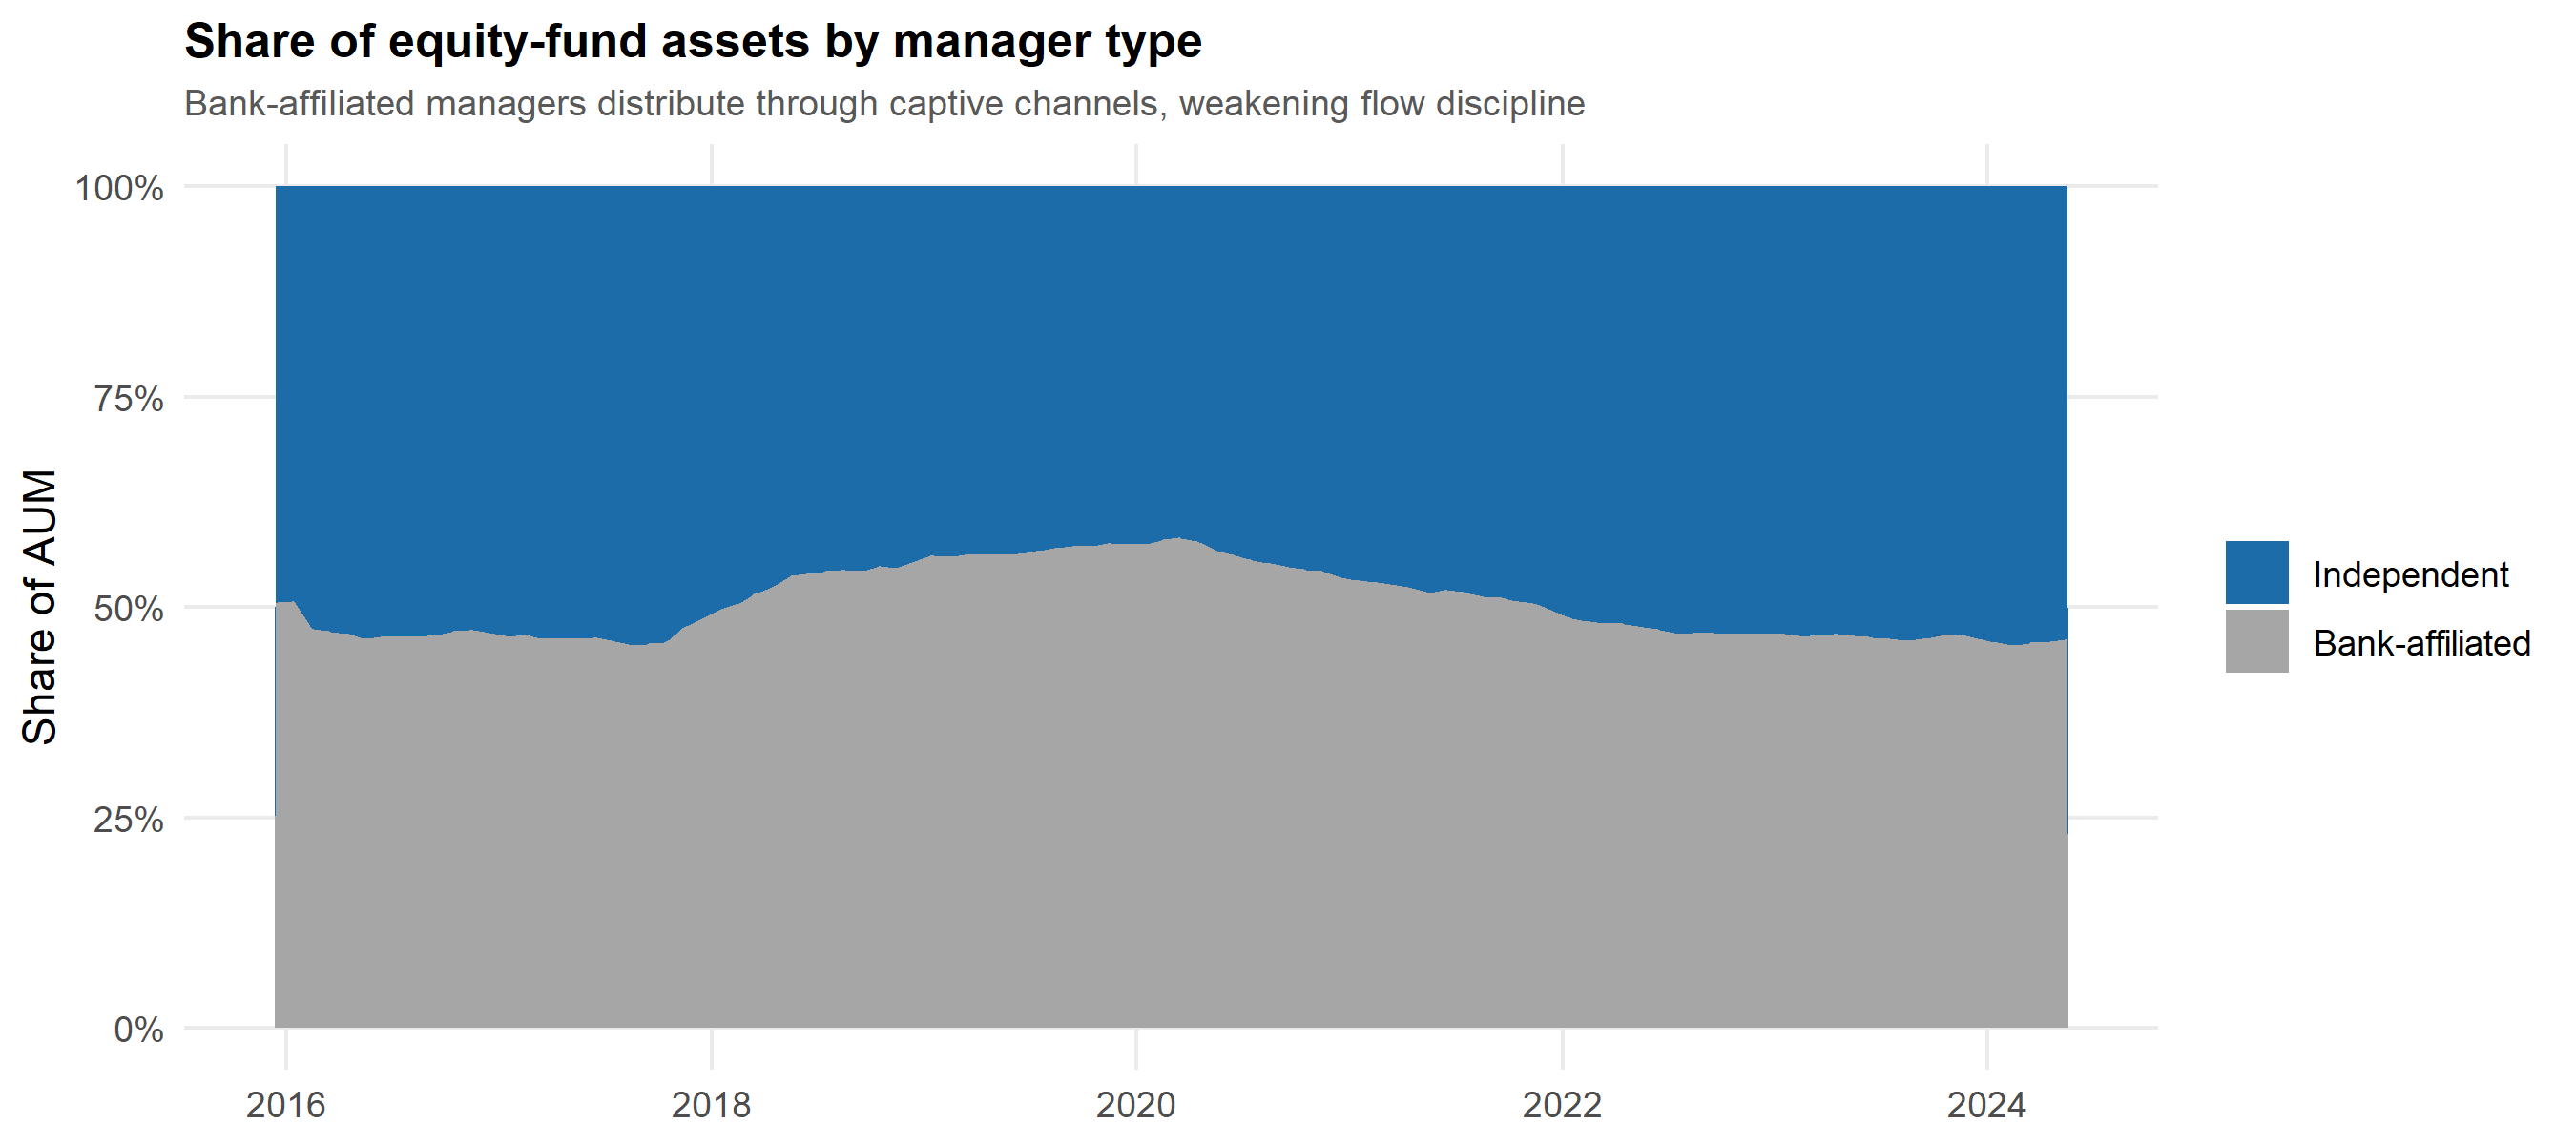 Share of equity-fund assets by manager type
Bank-affiliated managers distribute through captive channels, weakening flow discipline
Share of AUM
100%
75%
50%
25%
0%
2016
2018
2020
2022
2024
Independent
Bank-affiliated